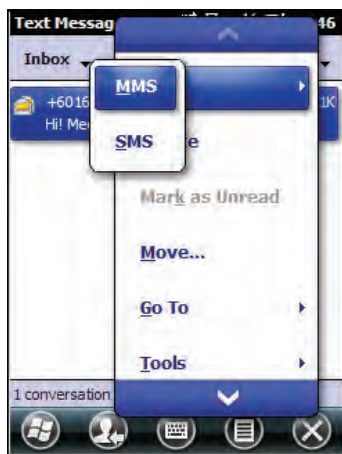 Text Messag
46
Inbox
+6016
1K
Hi! Me
MMS
SMS
Mark as Unread
Move...
Go To
Tools
1 conversation